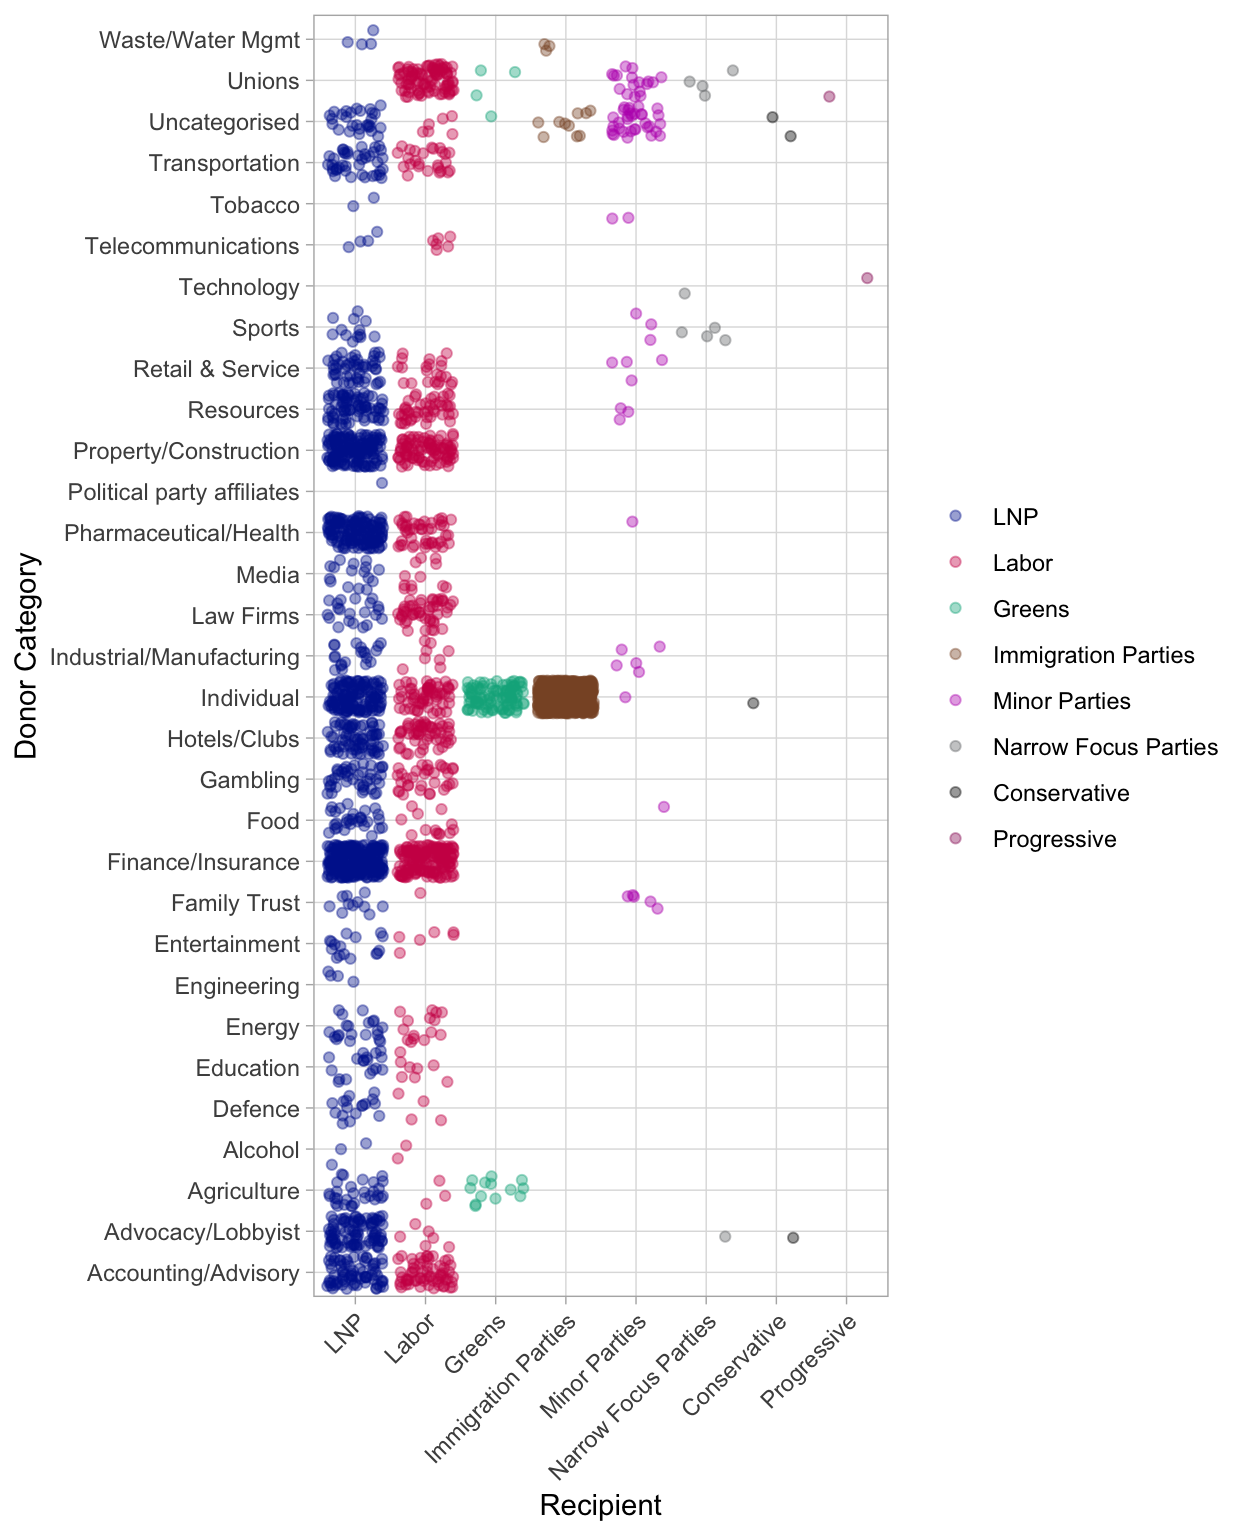 Waste/Water Mgmt
Unions
Uncategorised
Transportation
Tobacco
Telecommunications
Technology
Sports
Retail & Service
Resources
Property/Construction
Political party affiliates
Pharmaceutical/Health
Media
Law Firms
Industrial/Manufacturing
Individual
Hotels/Clubs
Gambling
Food
Finance/Insurance
Family Trust
Entertainment
Engineering
Energy
Education
Defence
Alcohol
Agriculture
Advocacy/Lobbyist
Accounting/Advisory
Donor Category
LNP
Labor
Greens
Immigration Parties
Minor Parties
Narrow Focus Parties
Conservative
Progressive
Recipient
LNP
Labor
Greens
Immigration Parties
Minor Parties
Narrow Focus Parties
Conservative
Progressive